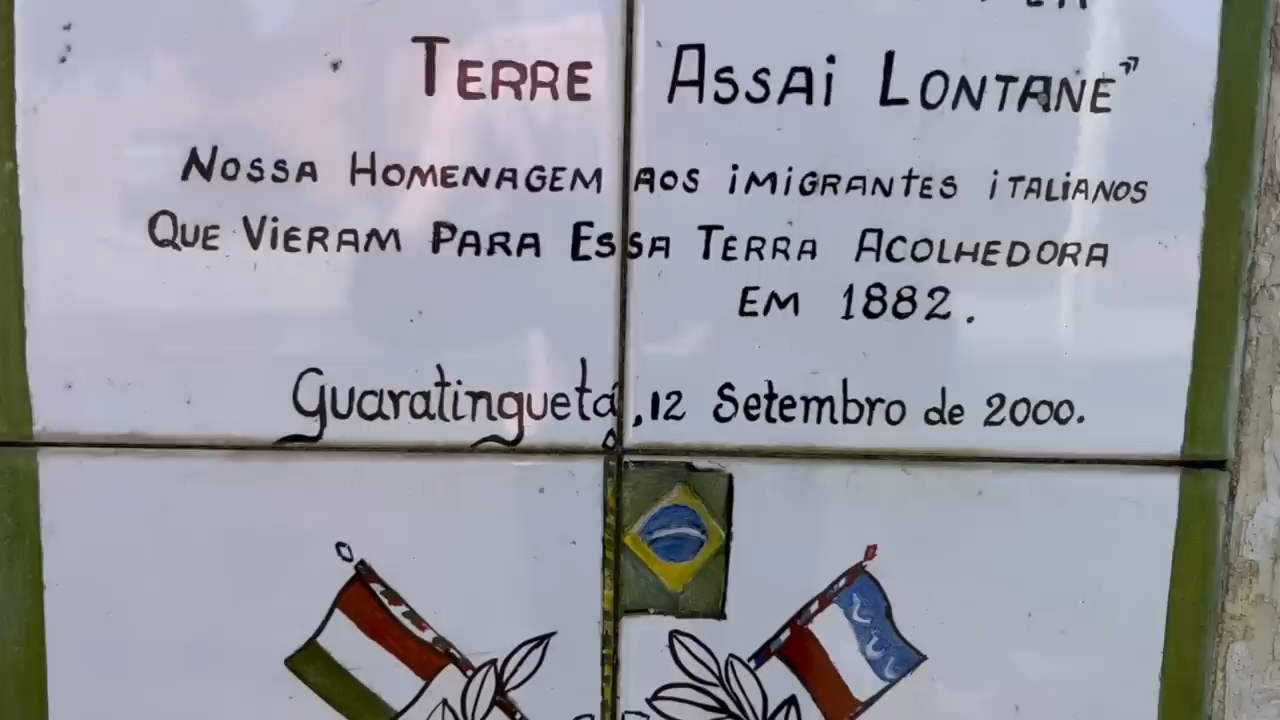 TERRE ASSAI LONTANE”
NOSSA HOMENAGEM AOS IMIGRANTES ITALIANOS
QUE VIERAM PARA ESSA TERRA ACOLHEDORA
EM 1882.
Guaratinguetá, 12 Setembro de 2000.